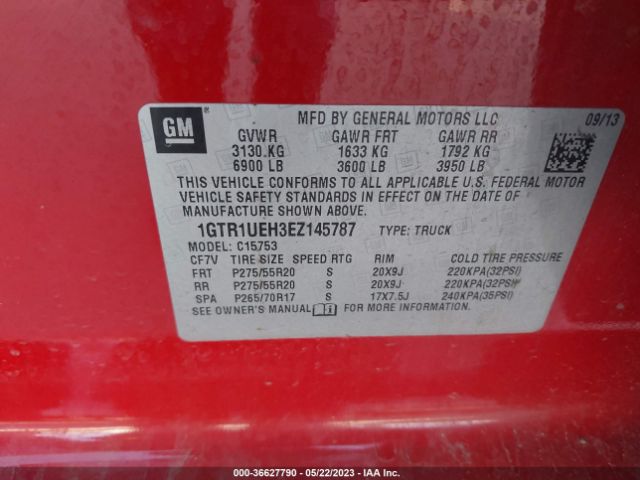 GM
MFD BY GENERAL MOTORS LLC
09/13
GVWR GAWR FRT GAWR RR
3130 KG 1633 KG 1792 KG
6900 LB 3600 LB 3950 LB
THIS VEHICLE CONFORMS TO ALL APPLICABLE U.S. FEDERAL MOTOR
VEHICLE SAFETY STANDARDS IN EFFECT ON THE DATE OF
MANUFACTURE SHOWN ABOVE.
1GTR1UEH3EZ145787 TYPE: TRUCK
MODEL: C15753
CF7V TIRE SIZE SPEED RTG RIM COLD TIRE PRESSURE
FRT P275/55R20 S 20X9J 220KPA(32PSI)
RR P275/55R20 S 20X9J 220KPA(32PSI)
SPA P265/70R17 S 17X7.5J 240KPA(35PSI)
SEE OWNER'S MANUAL FOR MORE INFORMATION.
000-36627790 - 05/22/2023 - IAA Inc.